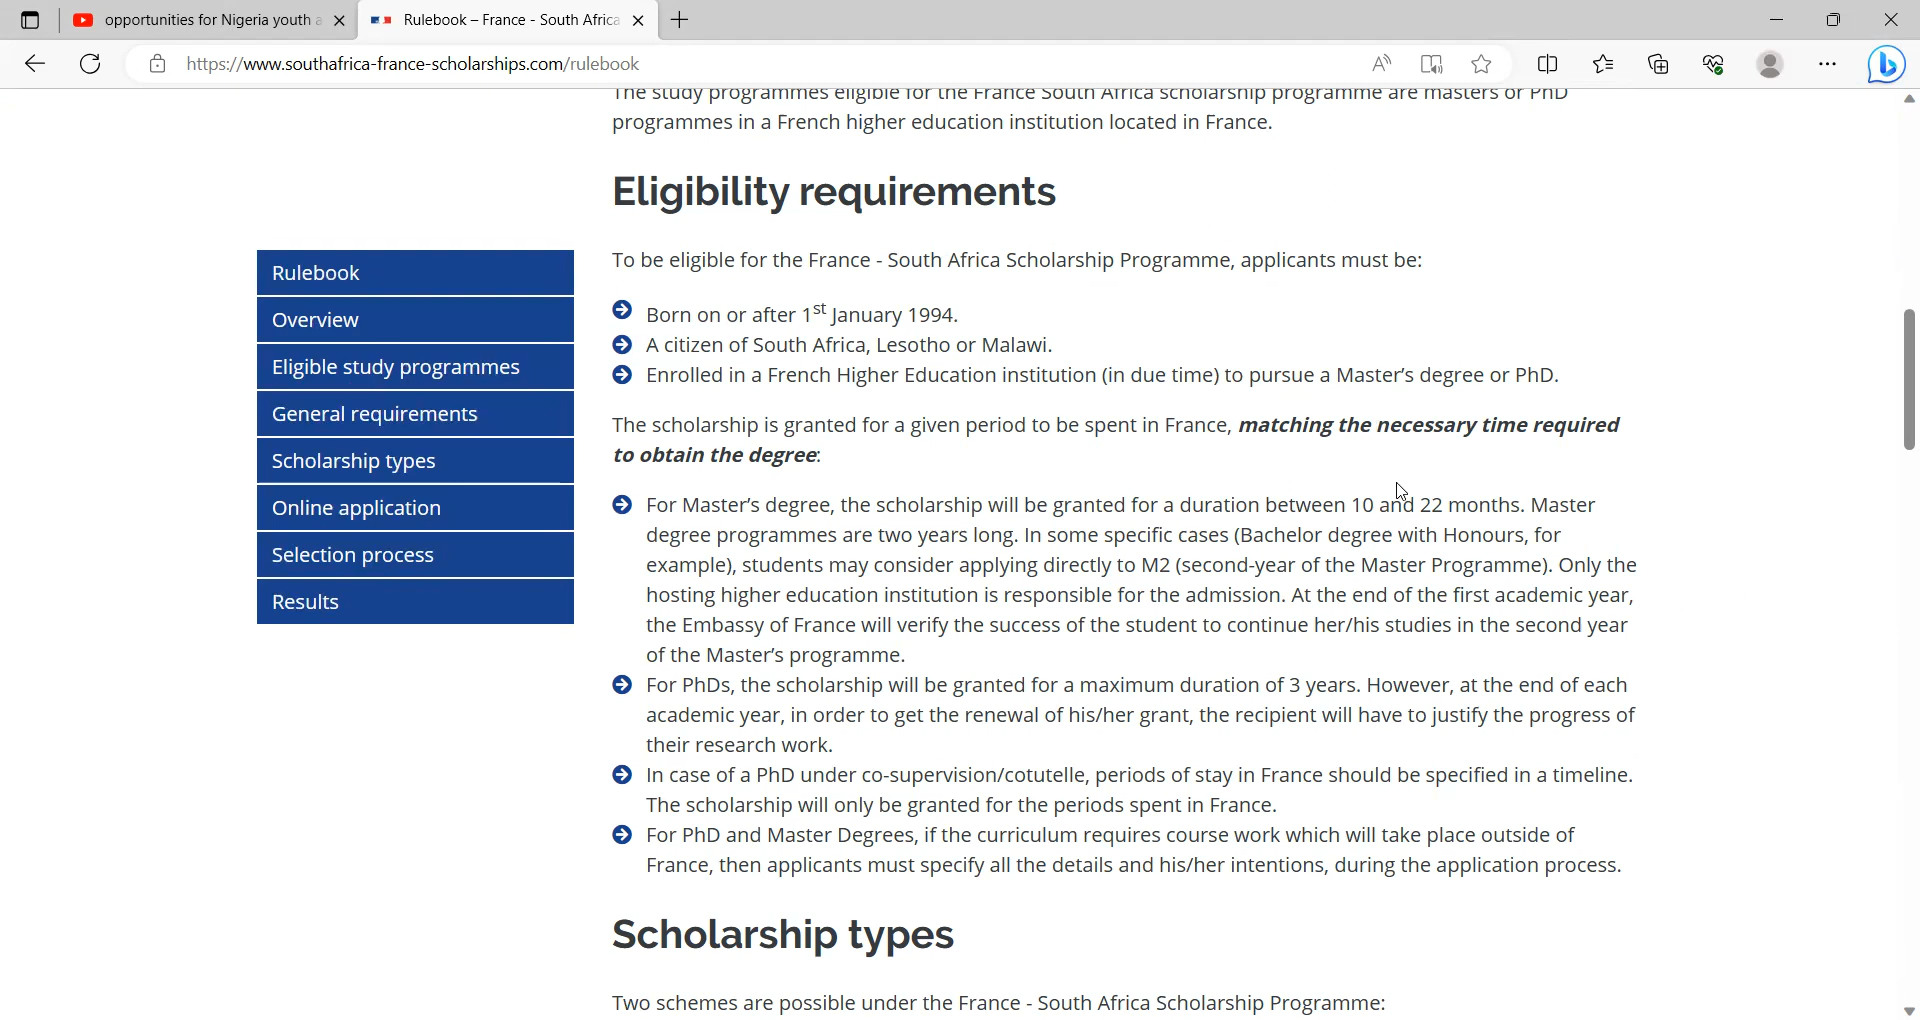 opportunities for Nigeria youth a
Rulebook – France - South Africa
https://www.southafrica-france-scholarships.com/rulebook
The study programmes eligible for the France South Africa scholarship programme are masters or PhD
programmes in a French higher education institution located in France.
Eligibility requirements
Rulebook
Overview
Eligible study programmes
General requirements
Scholarship types
Online application
Selection process
Results
To be eligible for the France - South Africa Scholarship Programme, applicants must be:
Born on or after 1st January 1994.
A citizen of South Africa, Lesotho or Malawi.
Enrolled in a French Higher Education institution (in due time) to pursue a Master’s degree or PhD.
The scholarship is granted for a given period to be spent in France, matching the necessary time required
to obtain the degree:
For Master’s degree, the scholarship will be granted for a duration between 10 and 22 months. Master
degree programmes are two years long. In some specific cases (Bachelor degree with Honours, for
example), students may consider applying directly to M2 (second-year of the Master Programme). Only the
hosting higher education institution is responsible for the admission. At the end of the first academic year,
the Embassy of France will verify the success of the student to continue her/his studies in the second year
of the Master’s programme.
For PhDs, the scholarship will be granted for a maximum duration of 3 years. However, at the end of each
academic year, in order to get the renewal of his/her grant, the recipient will have to justify the progress of
their research work.
In case of a PhD under co-supervision/cotutelle, periods of stay in France should be specified in a timeline.
The scholarship will only be granted for the periods spent in France.
For PhD and Master Degrees, if the curriculum requires course work which will take place outside of
France, then applicants must specify all the details and his/her intentions, during the application process.
Scholarship types
Two schemes are possible under the France - South Africa Scholarship Programme: